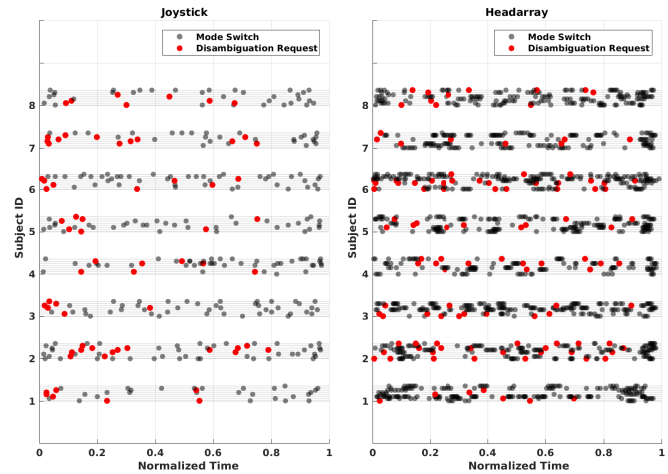 Joystick
Mode Switch
Disambiguation Request
Subject ID
8
7
6
5
4
3
2
1
0
0.2
0.4
0.6
0.8
1
Normalized Time
Headarray
Mode Switch
Disambiguation Request
Subject ID
8
7
6
5
4
3
2
1
0
0.2
0.4
0.6
0.8
1
Normalized Time